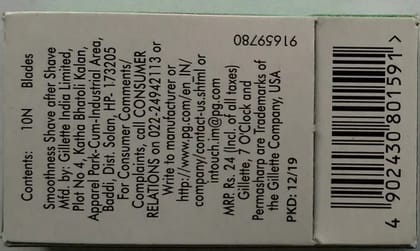 Contents: 10N Blades
Smoothness Shave after Shave
Mfd. by: Gillette India Limited,
Plot No 4, Katha Bhatoli Kalan,
Apparel Park-Cum-Industrial Area,
Baddi, Dist. Solan, HP. 173205
For Consumer Comments/
Complaints, call CONSUMER
RELATIONS on 022-24942113 or
Write to manufacturer or
http://www.pg.com/en_IN/
company/contact-us.shtml or
intouch.im@pg.com
MRP. Rs. 24 (Incl. of all taxes)
Gillette, 7 O'Clock and
Permasharp are Trademarks of
the Gillette Company, USA
PKD: 12/19
91659780
4 902430 801591 >